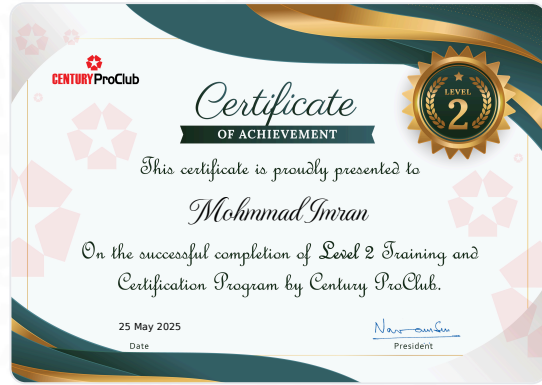 CENTURY ProClub
LEVEL
2
Certificate
OF ACHIEVEMENT
This certificate is proudly presented to
Mohmmad Imran
On the successful completion of Level 2 Training and
Certification Program by Century ProClub.
25 May 2025
Date
President